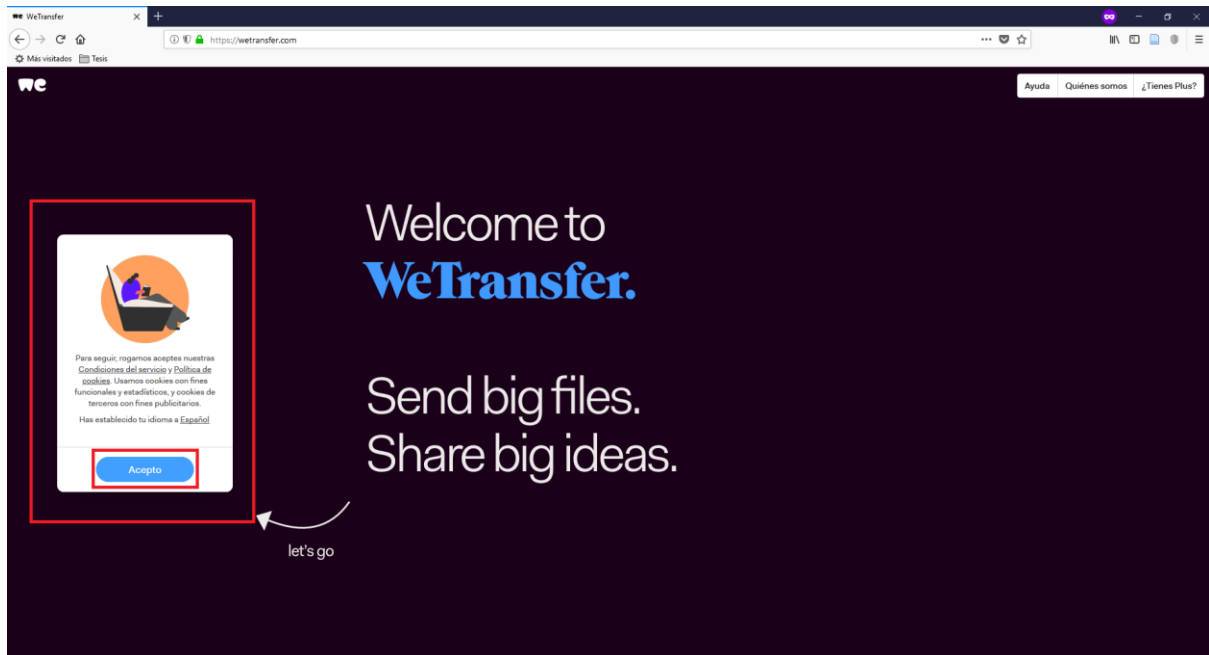 we WeTransfer
https://wetransfer.com
Más visitados Tesis
we
Ayuda Quiénes somos ¿Tienes Plus?
Welcome to
WeTransfer.
Para seguir, rogamos aceptes nuestras
Condiciones del servicio y Política de
cookies. Usamos cookies con fines
funcionales y estadísticos, y cookies de
terceros con fines publicitarios.
Has establecido tu idioma a Español
Acepto
Send big files.
Share big ideas.
let's go